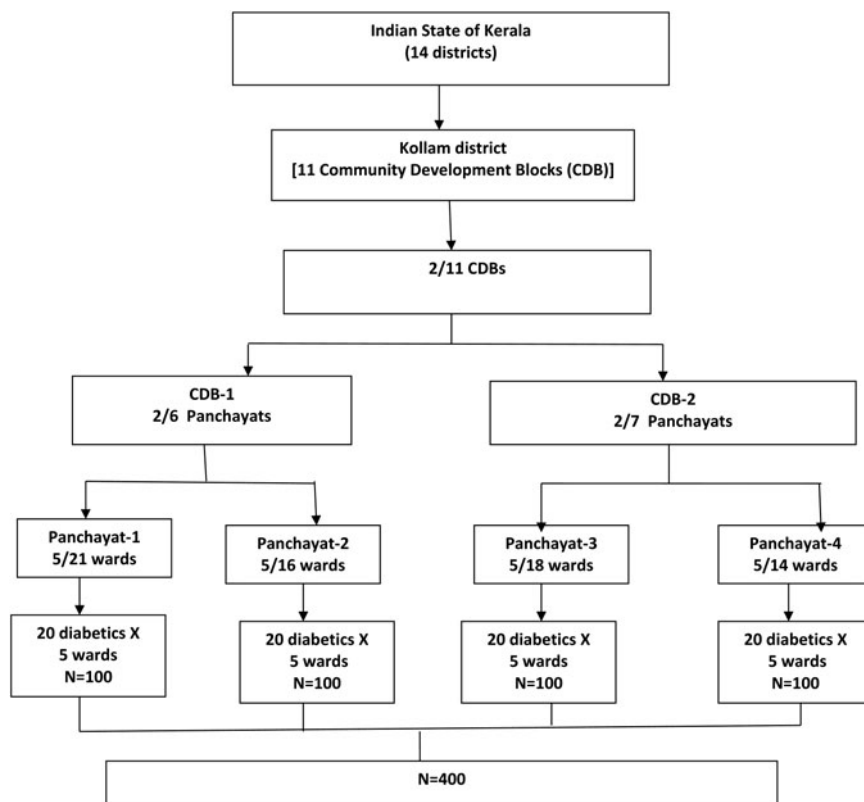 Indian State of Kerala
(14 districts)
Kollam district
[11 Community Development Blocks (CDB)]
2/11 CDBs
CDB-1
2/6 Panchayats
CDB-2
2/7 Panchayats
Panchayat-1
5/21 wards
Panchayat-2
5/16 wards
Panchayat-3
5/18 wards
Panchayat-4
5/14 wards
20 diabetics X
5 wards
N=100
20 diabetics X
5 wards
N=100
20 diabetics X
5 wards
N=100
20 diabetics X
5 wards
N=100
N=400